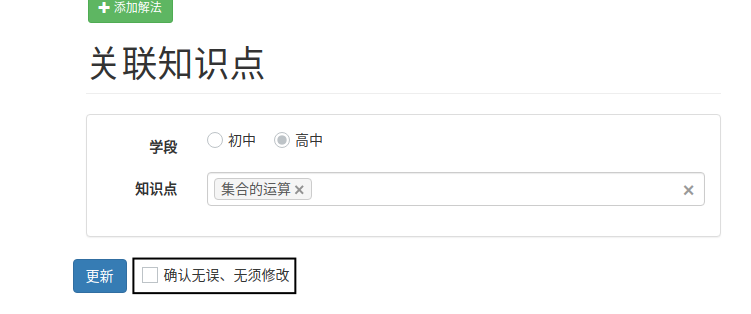 添加解法
关联知识点
学段 初中 高中
知识点 集合的运算
更新 确认无误、无须修改